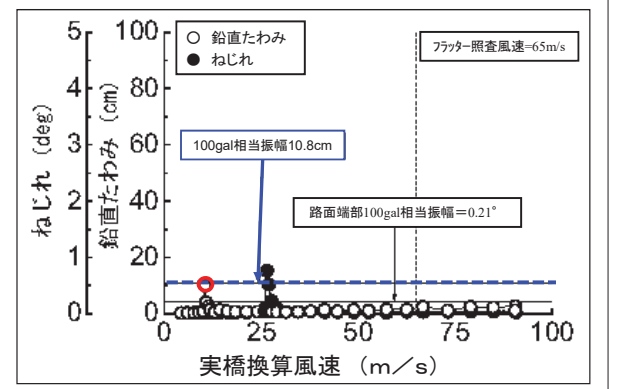 5
4
3
2
1
0
ねじれ (deg)
100
80
60
40
20
0
鉛直たわみ (cm)
○ 鉛直たわみ
● ねじれ
フラッター照査風速=65m/s
100gal相当振幅10.8cm
路面端部100gal相当振幅＝0.21°
0 25 50 75 100
実橋換算風速 (m／s)